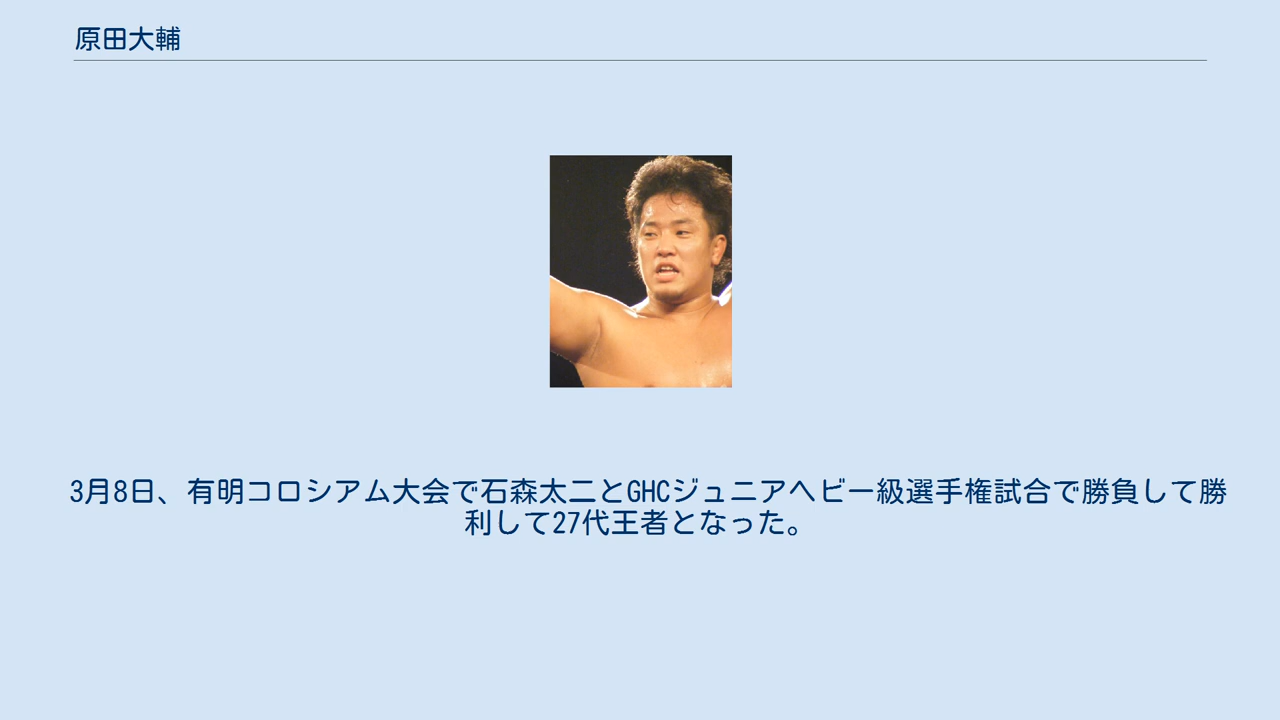 原田大輔
3月8日、有明コロシアム大会で石森太二とGHCジュニアヘビー級選手権試合で勝負して勝
利して27代王者となった。